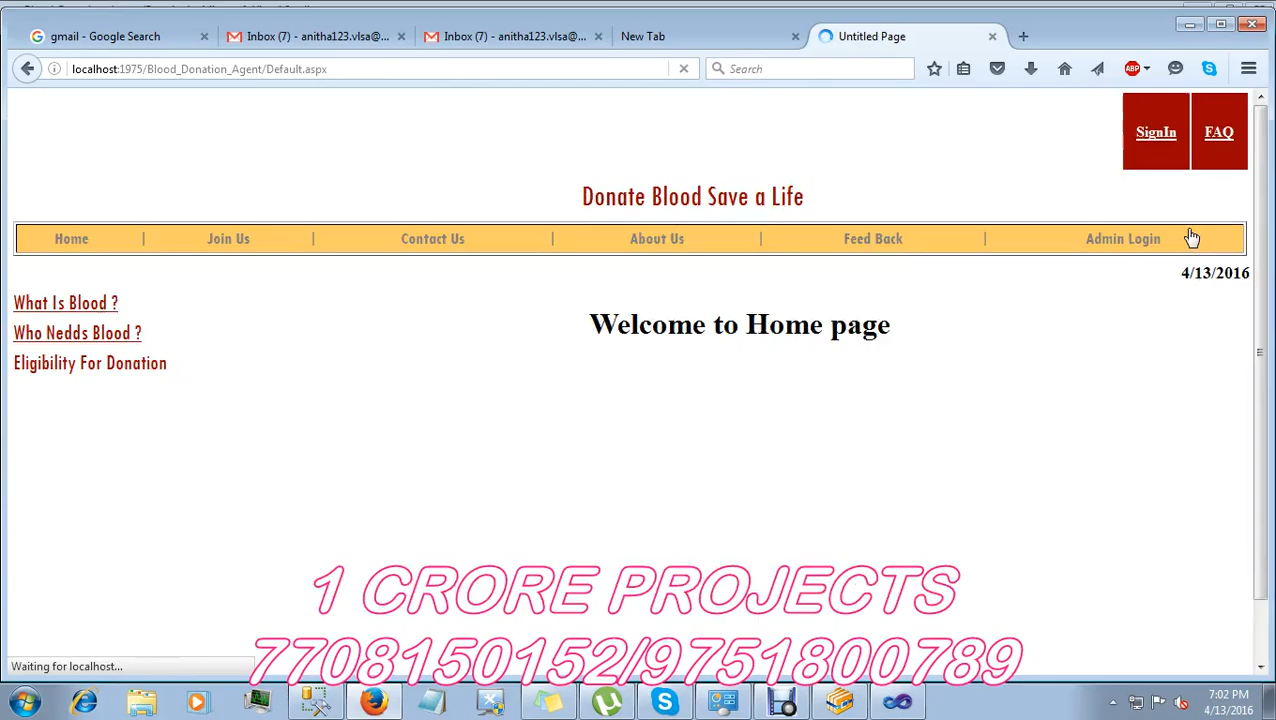 gmail - Google Search
Inbox (7) - anitha123.vlsa@...
Inbox (7) - anitha123.vlsa@...
New Tab
Untitled Page
localhost:1975/Blood_Donation_Agent/Default.aspx
Search
ABP
SignIn
FAQ
Donate Blood Save a Life
Home | Join Us | Contact Us | About Us | Feed Back | Admin Login
4/13/2016
What Is Blood ?
Welcome to Home page
Who Nedds Blood ?
Eligibility For Donation
1 CRORE PROJECTS
7708150152/9751800789
Waiting for localhost...
7:02 PM
4/13/2016